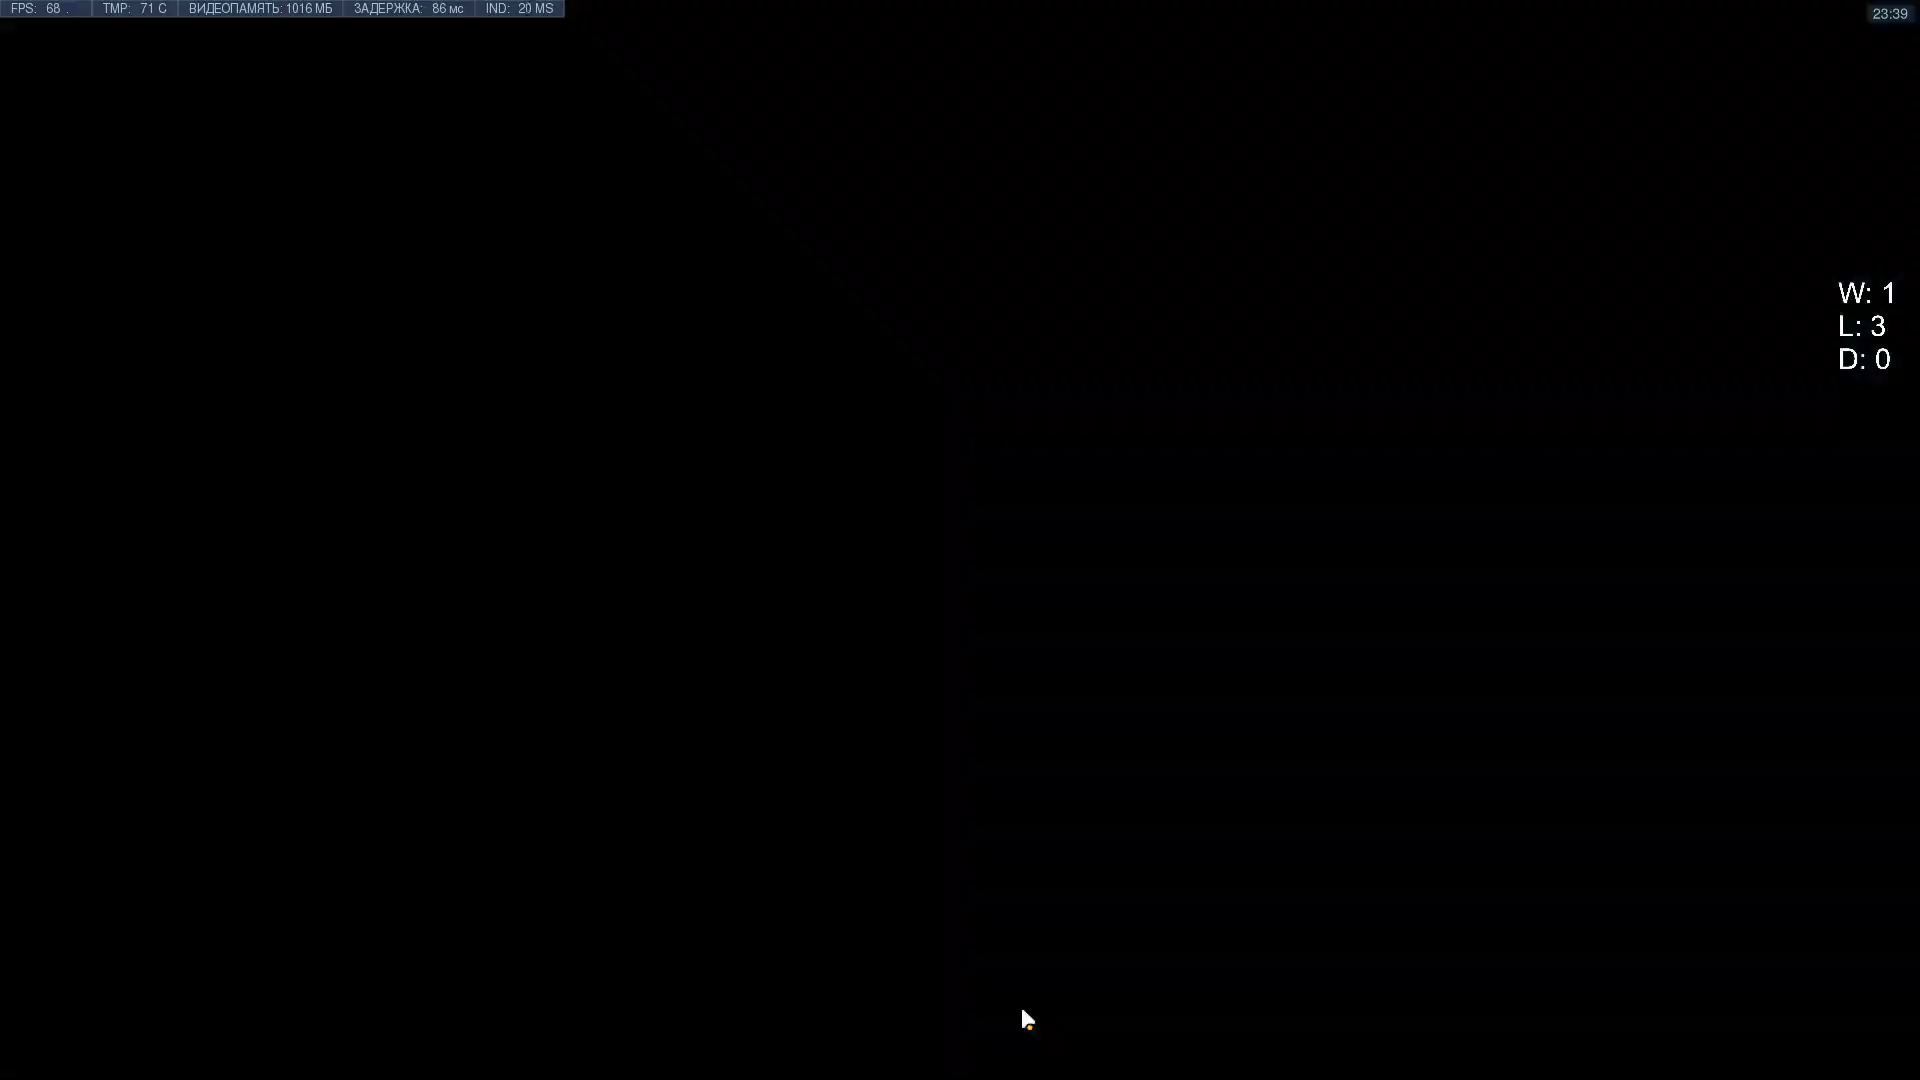 FPS: 68 . TMP: 71 C ВИДЕОПАМЯТЬ: 1016 МБ ЗАДЕРЖКА: 86 мс IND: 20 MS
23:39
W: 1
L: 3
D: 0